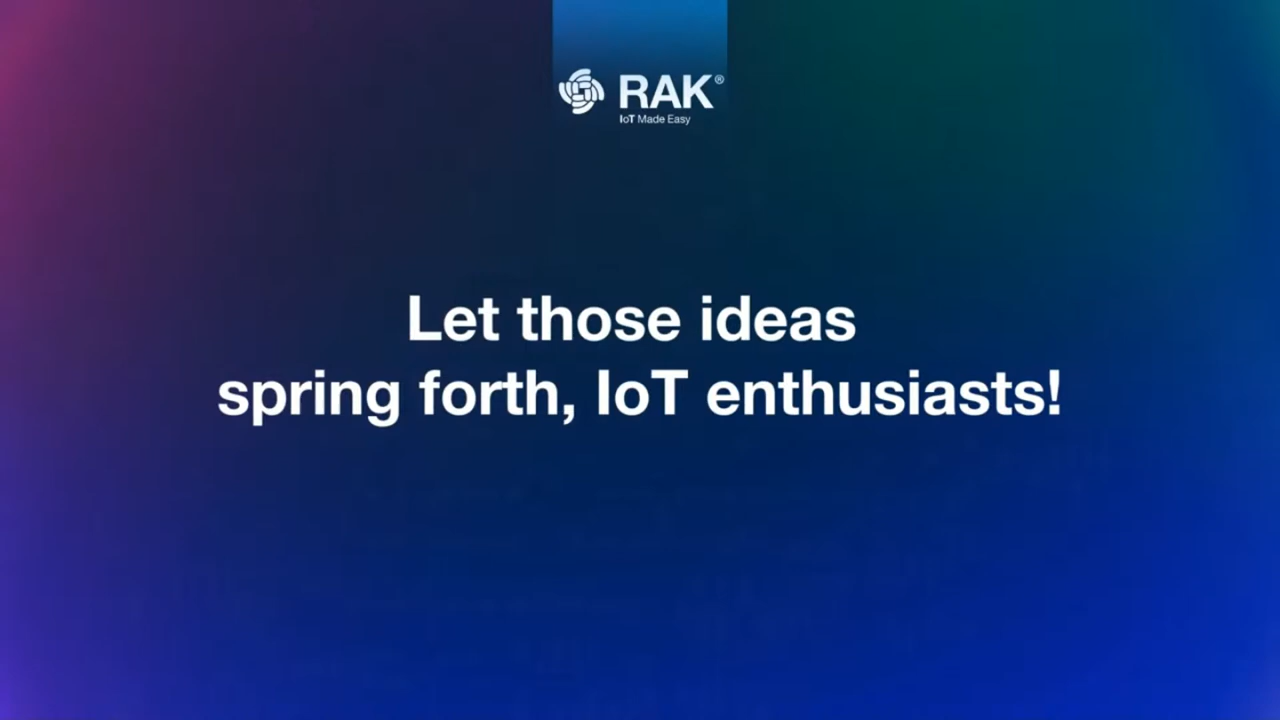 RAK®
IoT Made Easy
Let those ideas
spring forth, IoT enthusiasts!